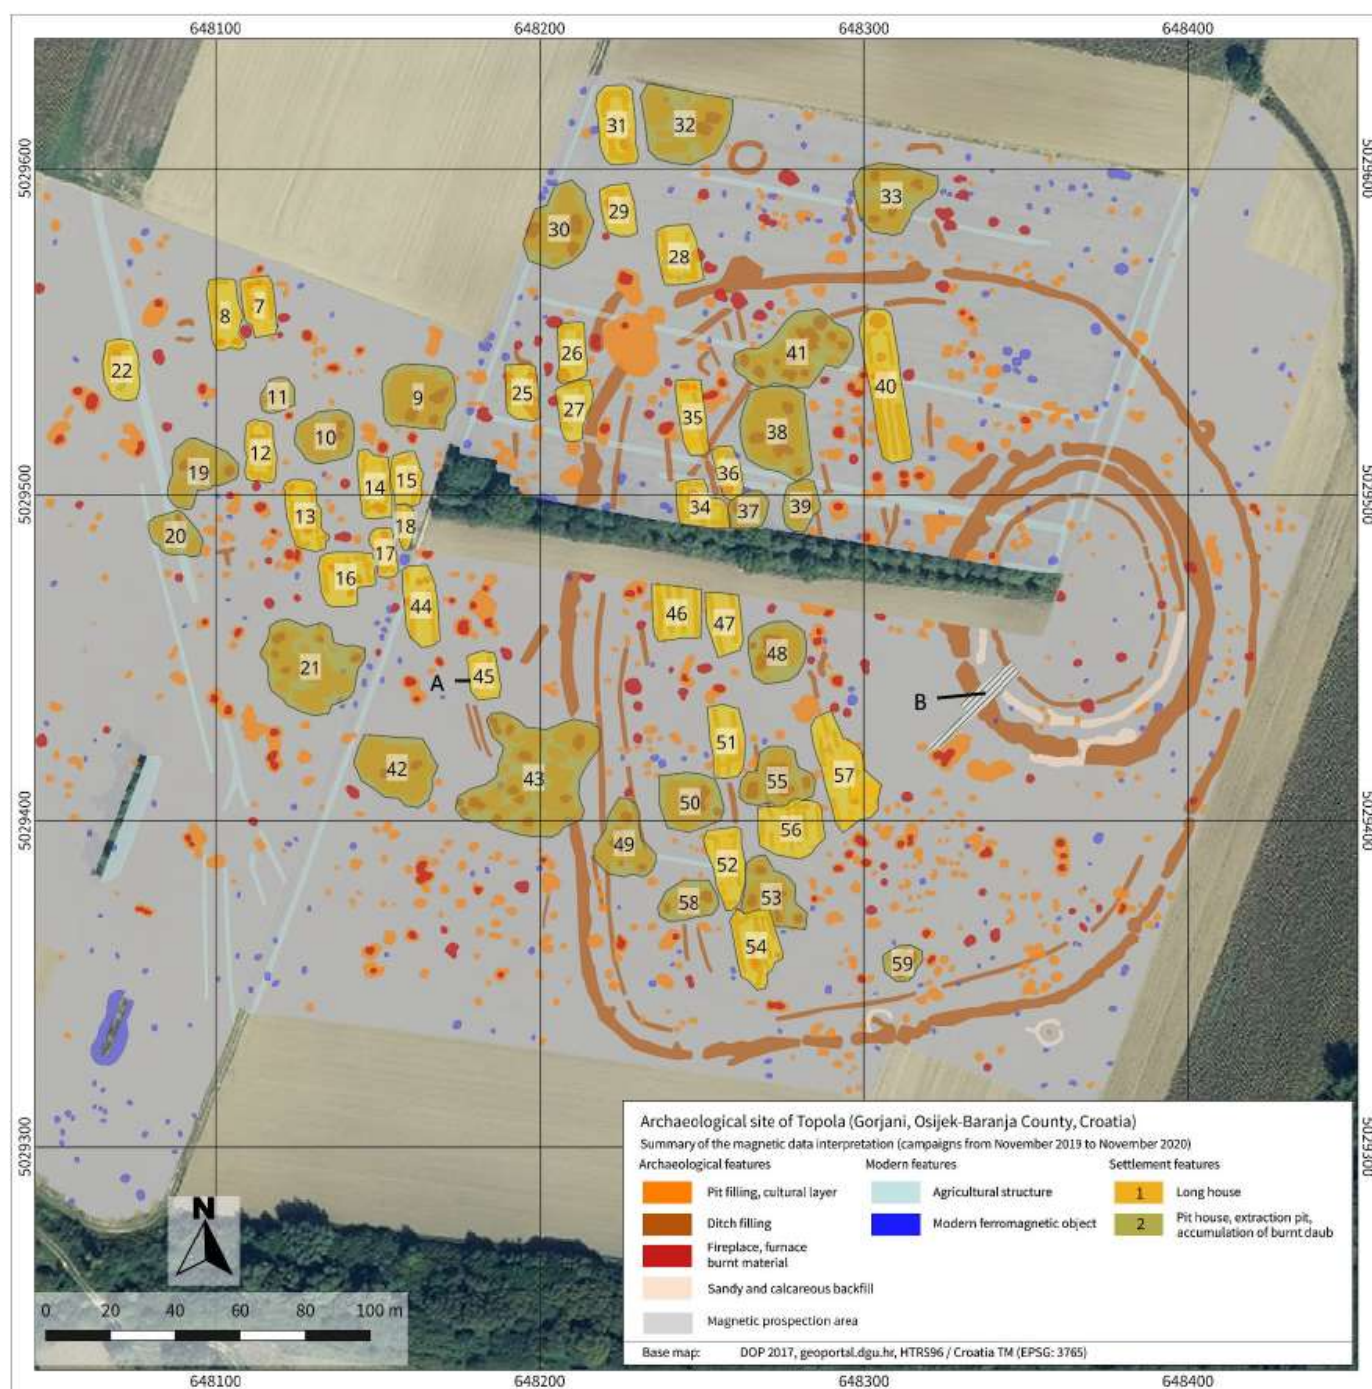 648100 648200 648300 648400
31 32
5029600 5029600
33
29
30
28
7
8
26 41
22 40
25
9
11 27 35
10 38
12
19 36
14 15
5029500 5029500
13 34 37 39
18
20
17
16
44 46 47
48
21 A 45
B
51
42 43 55 57
50
5029400 5029400
56
49
52
58 53
54
59
Archaeological site of Topola (Gorjani, Osijek-Baranja County, Croatia)
Summary of the magnetic data interpretation (campaigns from November 2019 to November 2020)
5029300 5029300
Archaeological features Modern features Settlement features
Pit filling, cultural layer Agricultural structure 1 Long house
Ditch filling Modern ferromagnetic object 2 Pit house, extraction pit,
accumulation of burnt daub
Fireplace, furnace
burnt material
Sandy and calcareous backfill
Magnetic prospection area
Base map: DOP 2017, geoportal.dgu.hr, HTRS96 / Croatia TM (EPSG: 3765)
N
0 20 40 60 80 100 m
648100 648200 648300 648400